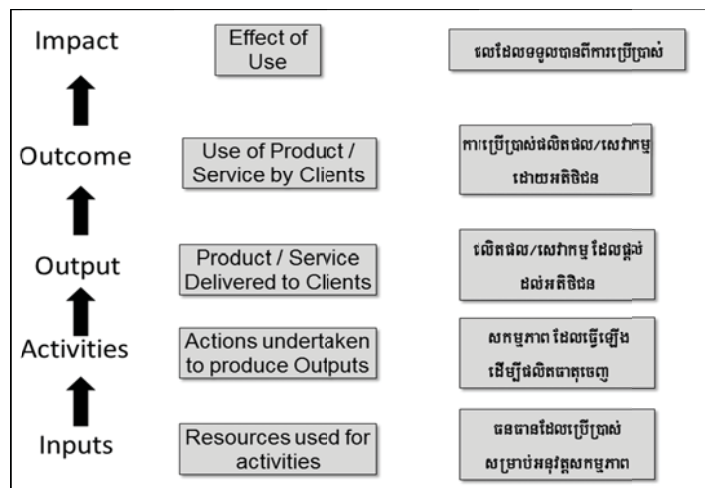 Impact
Effect of
Use
ផលដែលទទួលបានពីការប្រើប្រាស់
Outcome
Use of Product /
Service by Clients
ការប្រើប្រាស់ផលិតផល/សេវាកម្ម
ដោយអតិថិជន
Output
Product / Service
Delivered to Clients
ផលិតផល/សេវាកម្ម ដែលផ្តល់
ដល់អតិថិជន
Activities
Actions undertaken
to produce Outputs
សកម្មភាព ដែលធ្វើឡើង
ដើម្បីផលិតធាតុចេញ
Inputs
Resources used for
activities
ធនធានដែលប្រើប្រាស់
សម្រាប់អនុវត្តសកម្មភាព